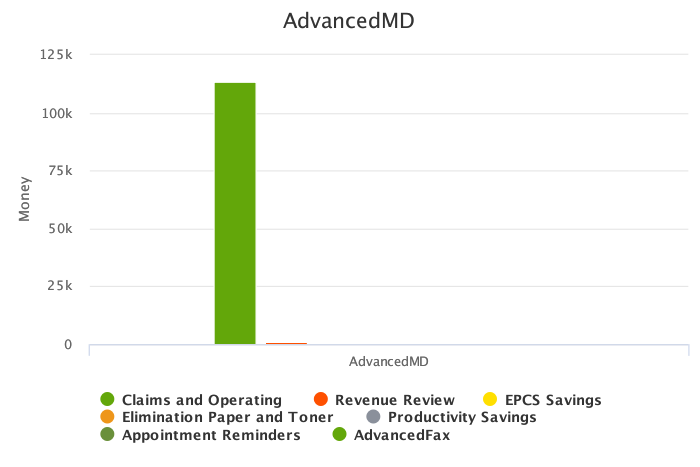 AdvancedMD
125k
100k
75k
50k
25k
0
Money
AdvancedMD
Claims and Operating Revenue Review EPCS Savings
Elimination Paper and Toner Productivity Savings
Appointment Reminders AdvancedFax